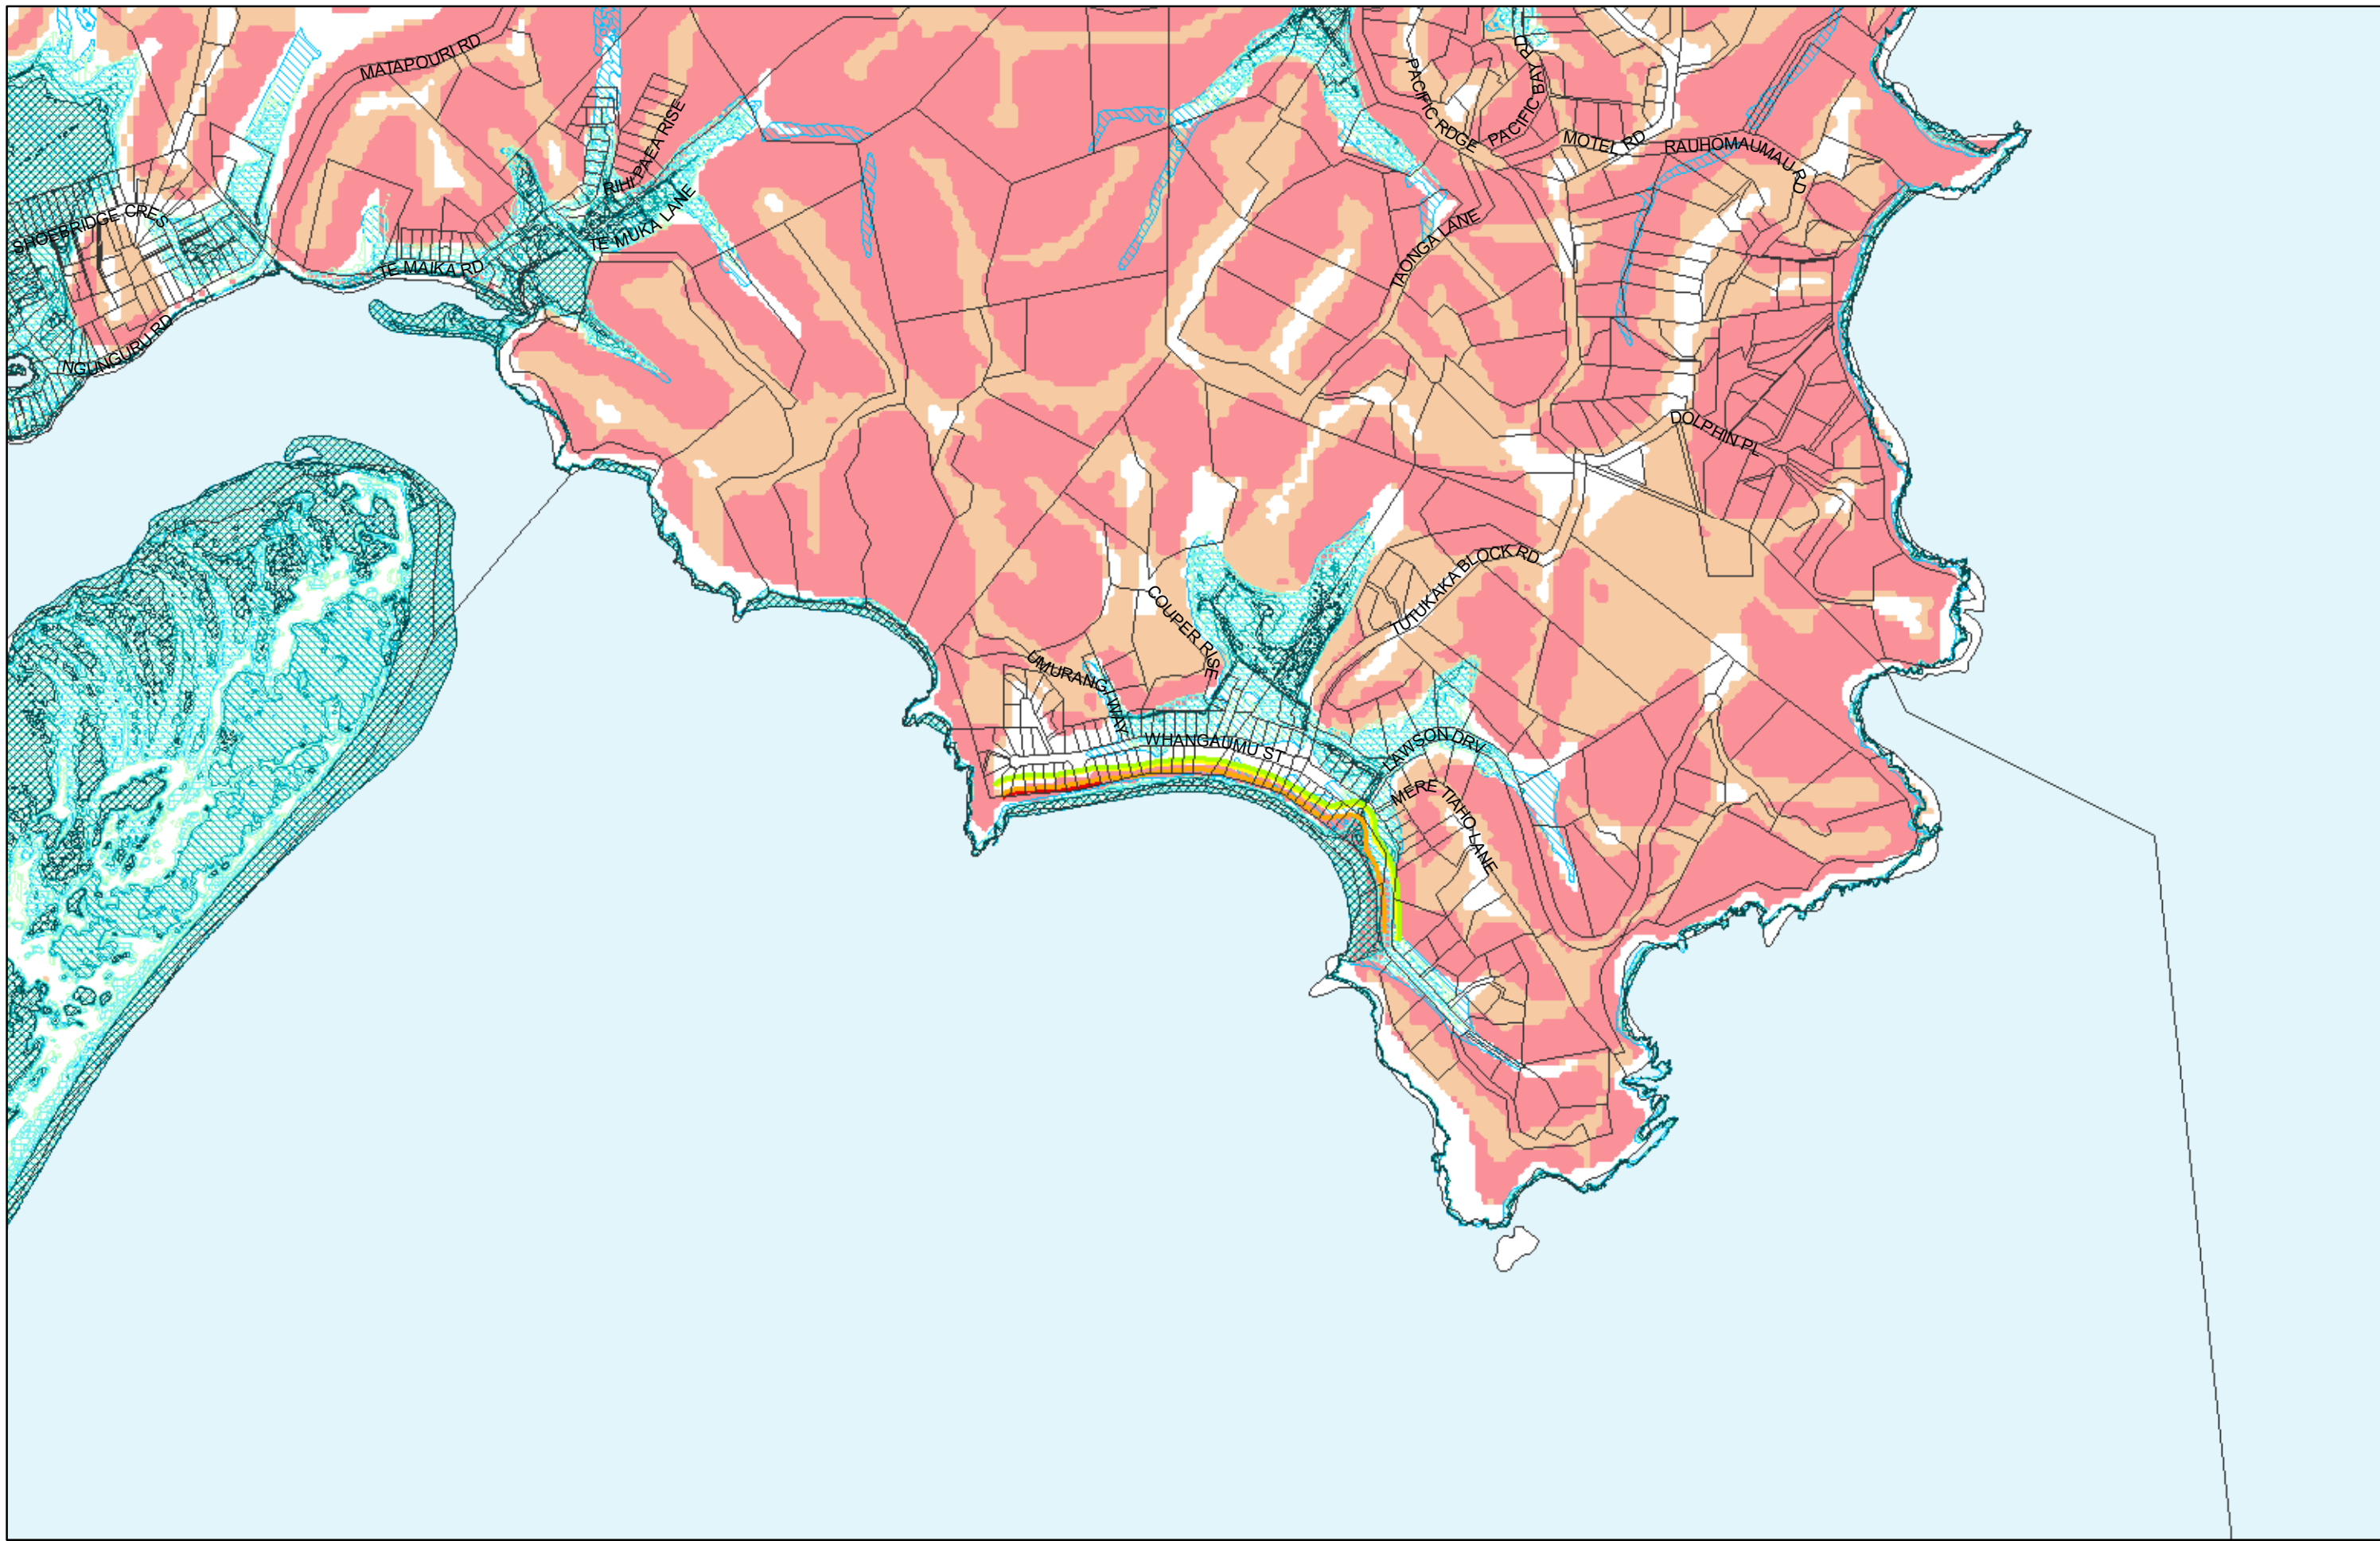 MATAPOURI RD
PACIFIC BAY RD
PACIFIC RDGE
MOTEL RD
RAUHOMAUMAU RD
RIHI PAEA RISE
SHOEBRIDGE CRES
TE MUKA LANE
TAONGA LANE
TE MAIKA RD
NGUNGURU RD
DOLPHIN PL
TUTUKAKA BLOCK RD
COUPER RISE
UMURANGI WAY
WHANGAUMU ST
LAWSON DRV
MERE TIAHO LANE